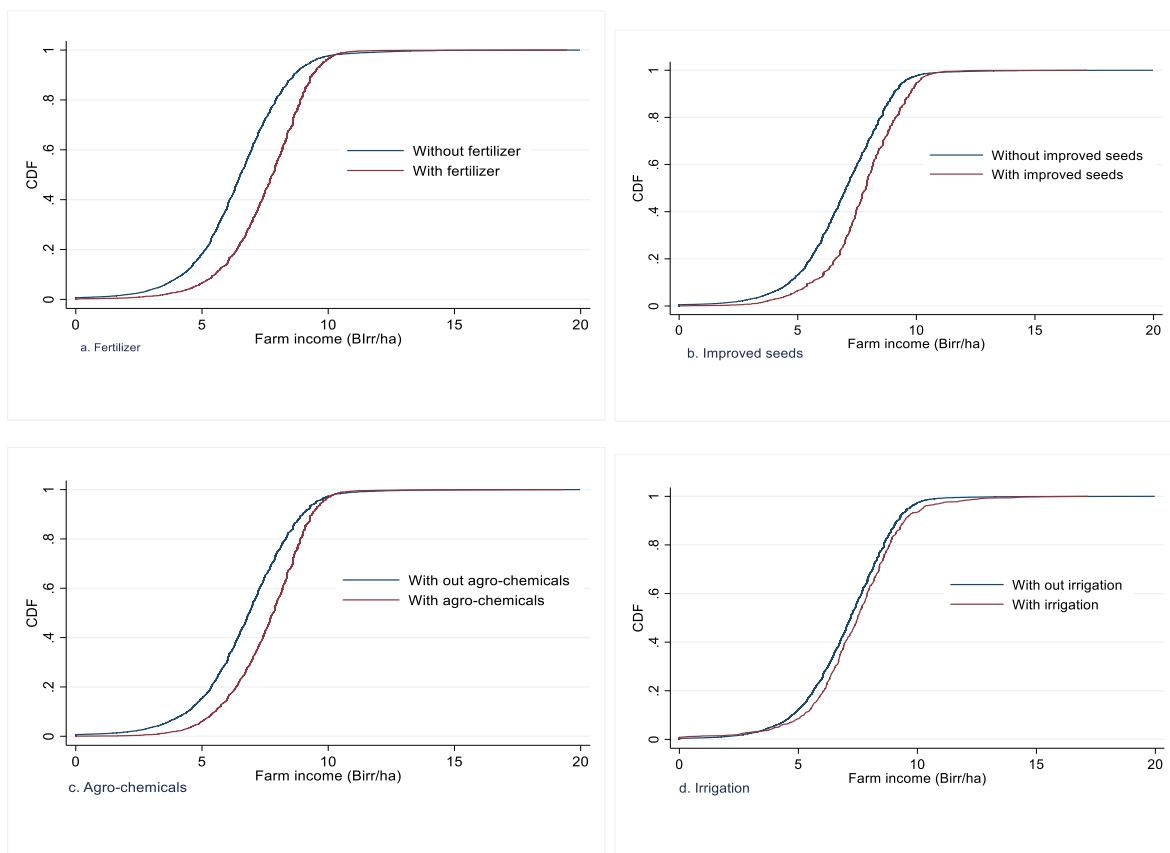 1
.8
.6
.4
.2
0
CDF
Without fertilizer
With fertilizer
0 5 10 15 20
Farm income (BIrr/ha)
a. Fertilizer
1
.8
.6
.4
.2
0
CDF
Without improved seeds
With improved seeds
0 5 10 15 20
Farm income (Birr/ha)
b. Improved seeds
1
.8
.6
.4
.2
0
CDF
With out agro-chemicals
With agro-chemicals
0 5 10 15 20
Farm income (Birr/ha)
c. Agro-chemicals
1
.8
.6
.4
.2
0
CDF
With out irrigation
With irrigation
0 5 10 15 20
Farm income (Birr/ha)
d. Irrigation